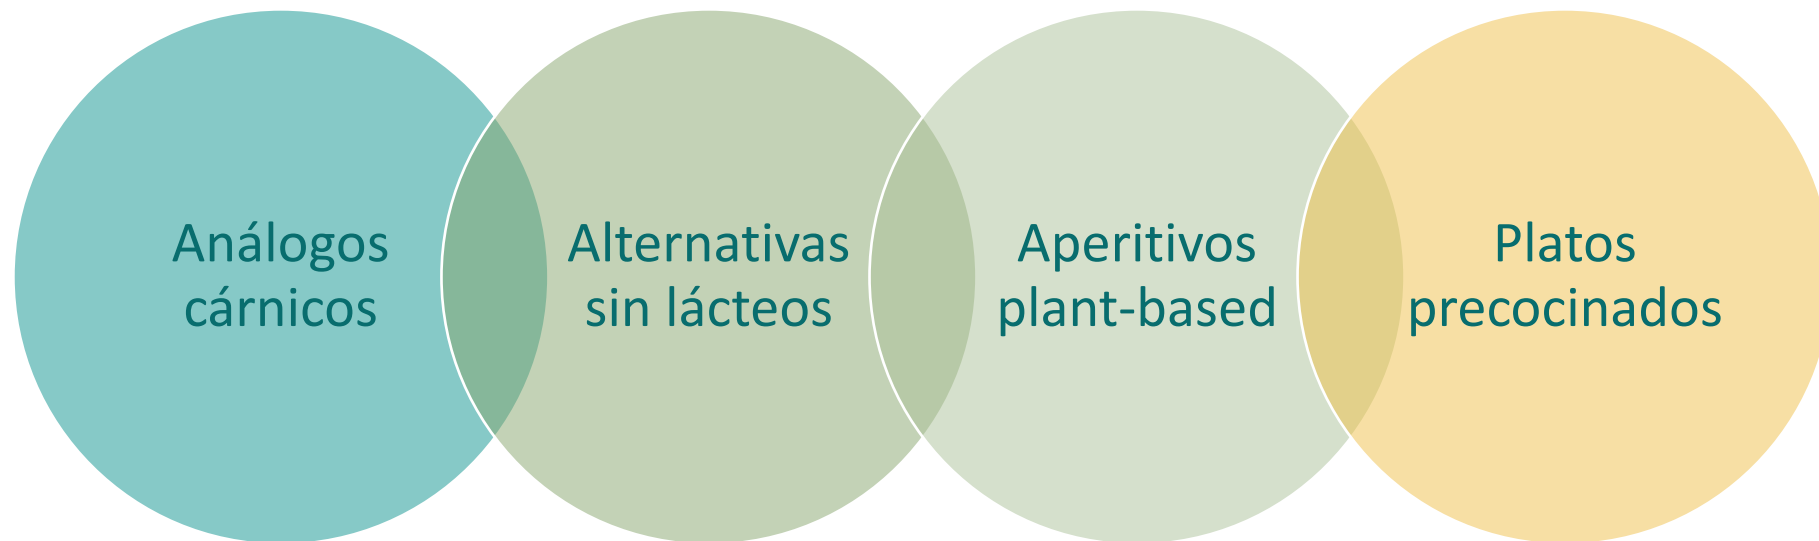 Análogos
cárnicos
Alternativas
sin lácteos
Aperitivos
plant-based
Platos
precocinados